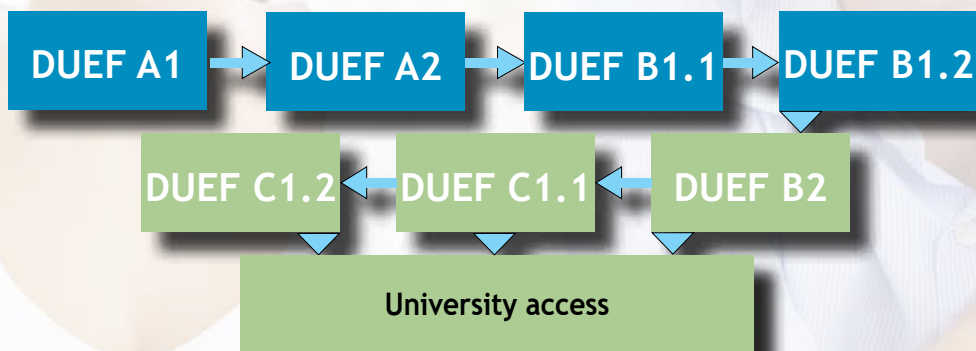 DUEF A1
DUEF A2
DUEF B1.1
DUEF B1.2
DUEF C1.2
DUEF C1.1
DUEF B2
University access